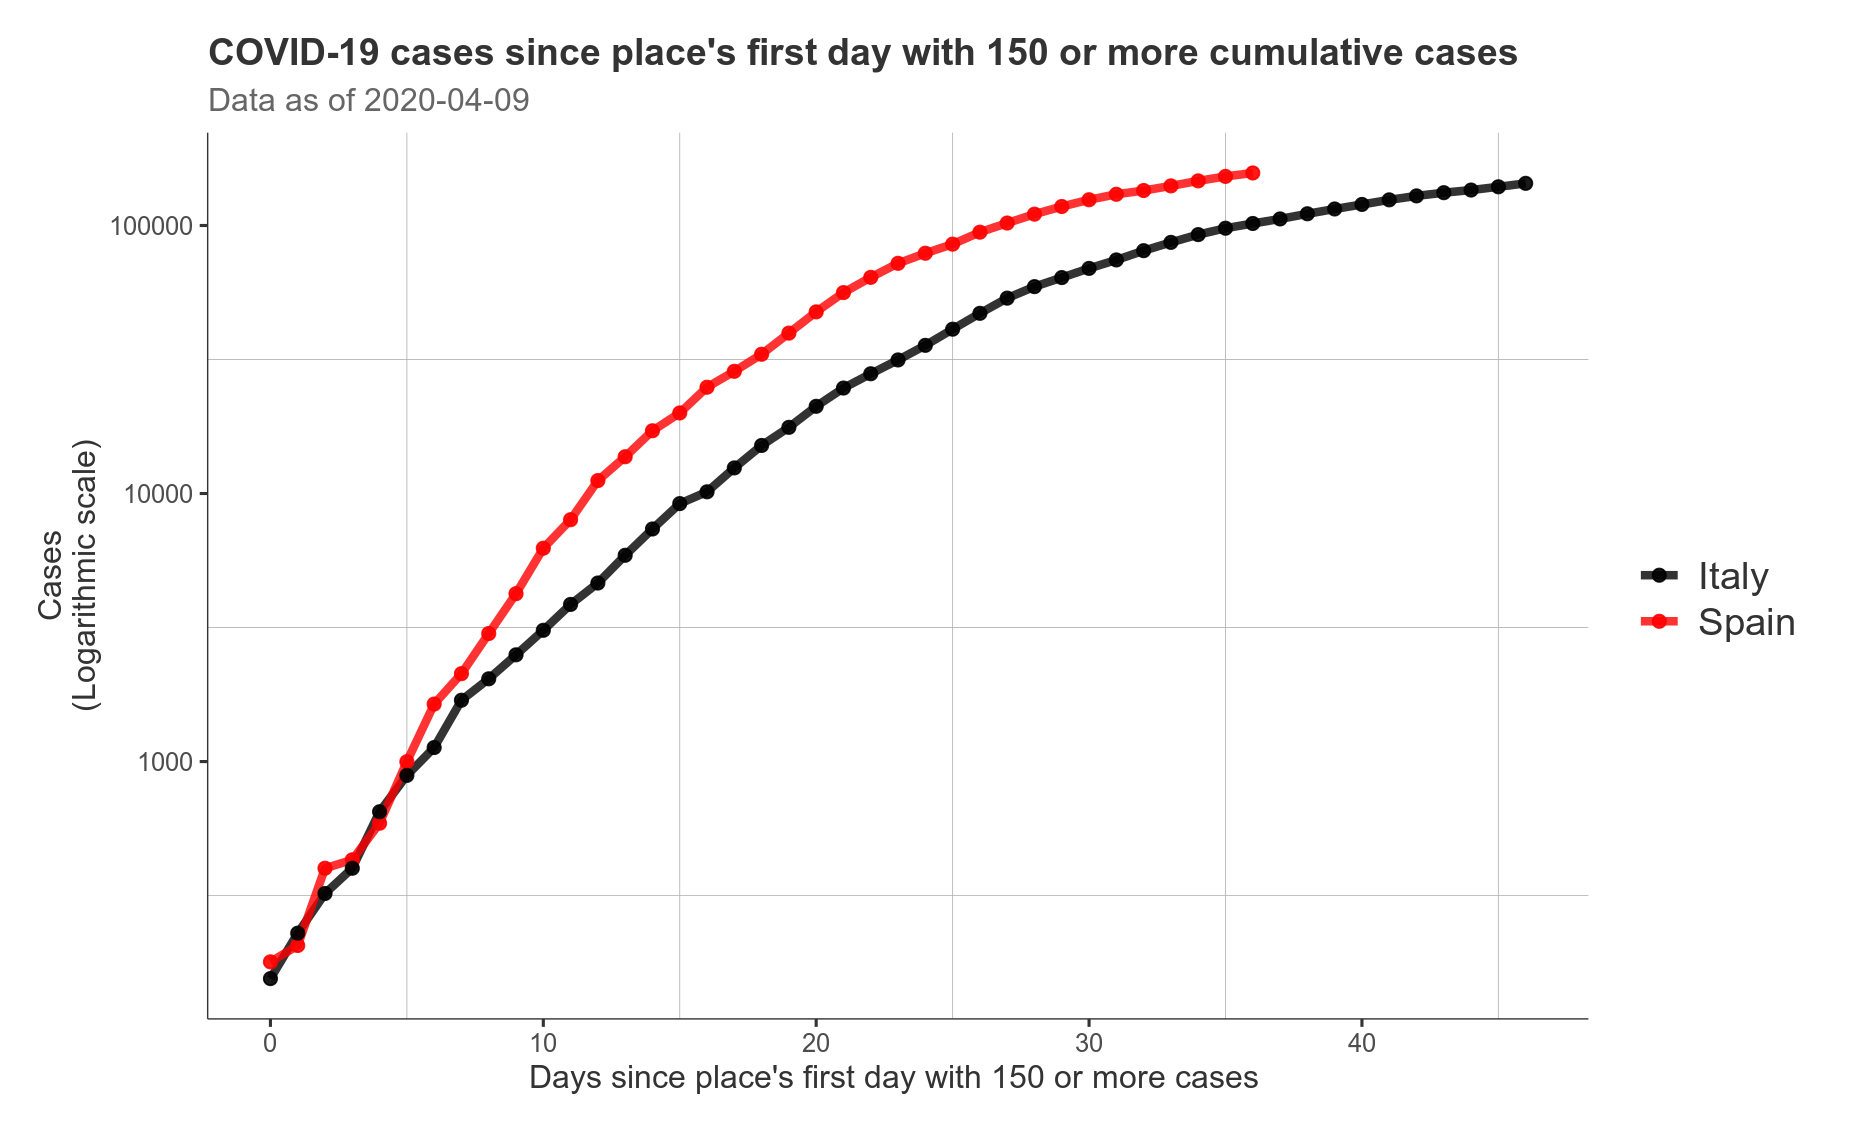 COVID-19 cases since place's first day with 150 or more cumulative cases
Data as of 2020-04-09
100000
10000
1000
Cases
(Logarithmic scale)
Italy
Spain
0 10 20 30 40
Days since place's first day with 150 or more cases